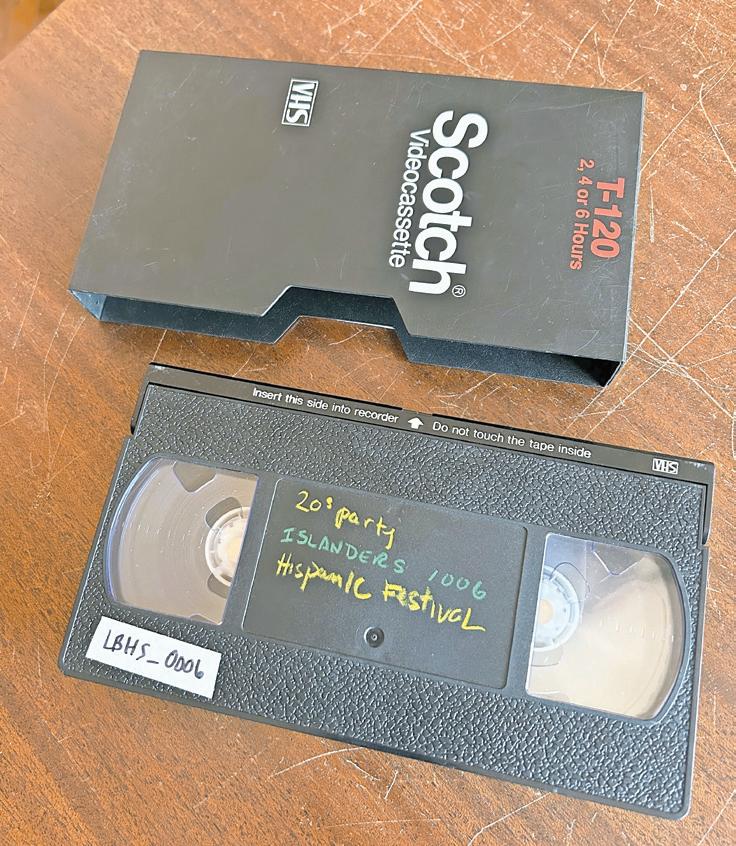 VHS
Scotch®
Videocassette
T-120
2, 4 or 6 Hours
Insert this side into recorder Do not touch the tape inside
VHS
20s party
ISLANDERS 1006
Hispanic Festival
LBHS_0006